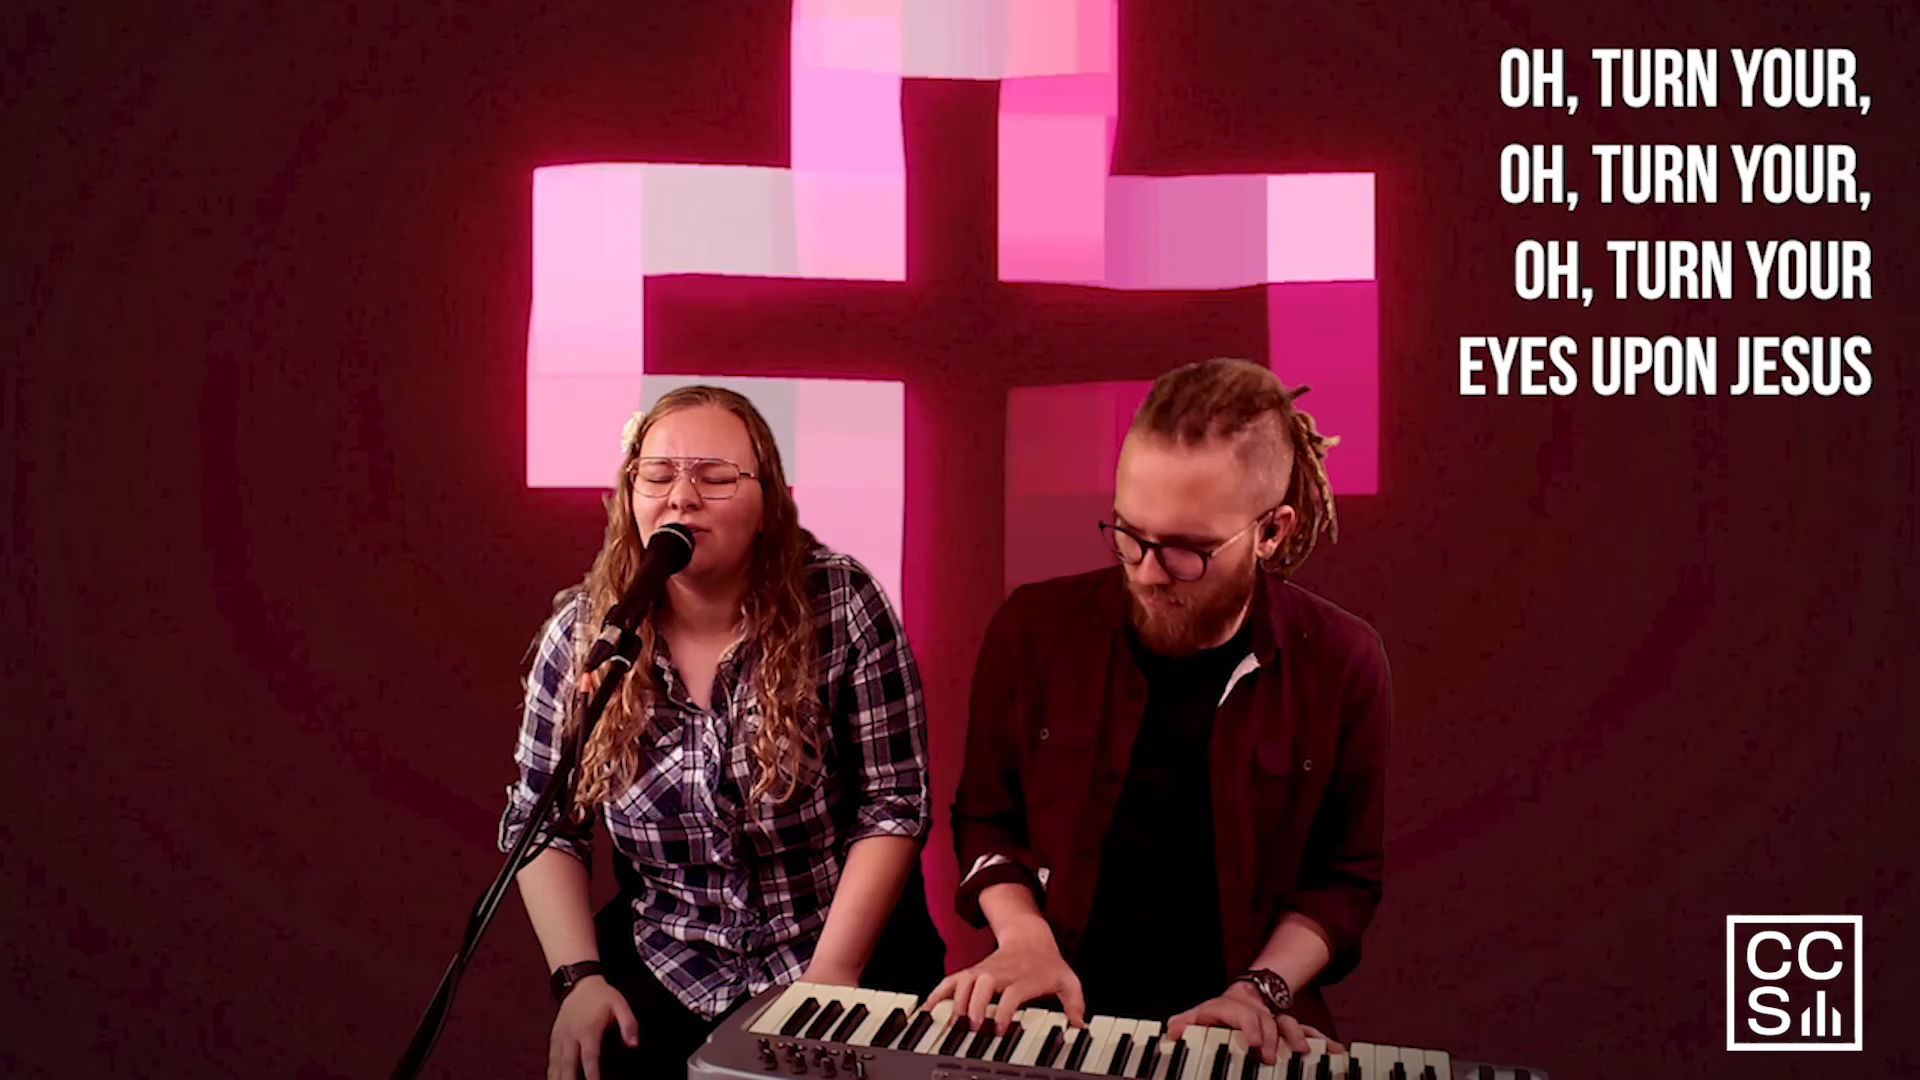 OH, TURN YOUR,
OH, TURN YOUR,
OH, TURN YOUR
EYES UPON JESUS
CC
S